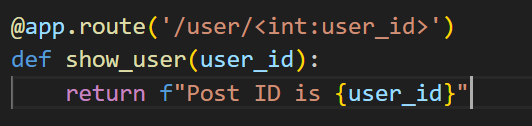 @app.route('/user/<int:user_id>')
def show_user(user_id):
    return f"Post ID is {user_id}"